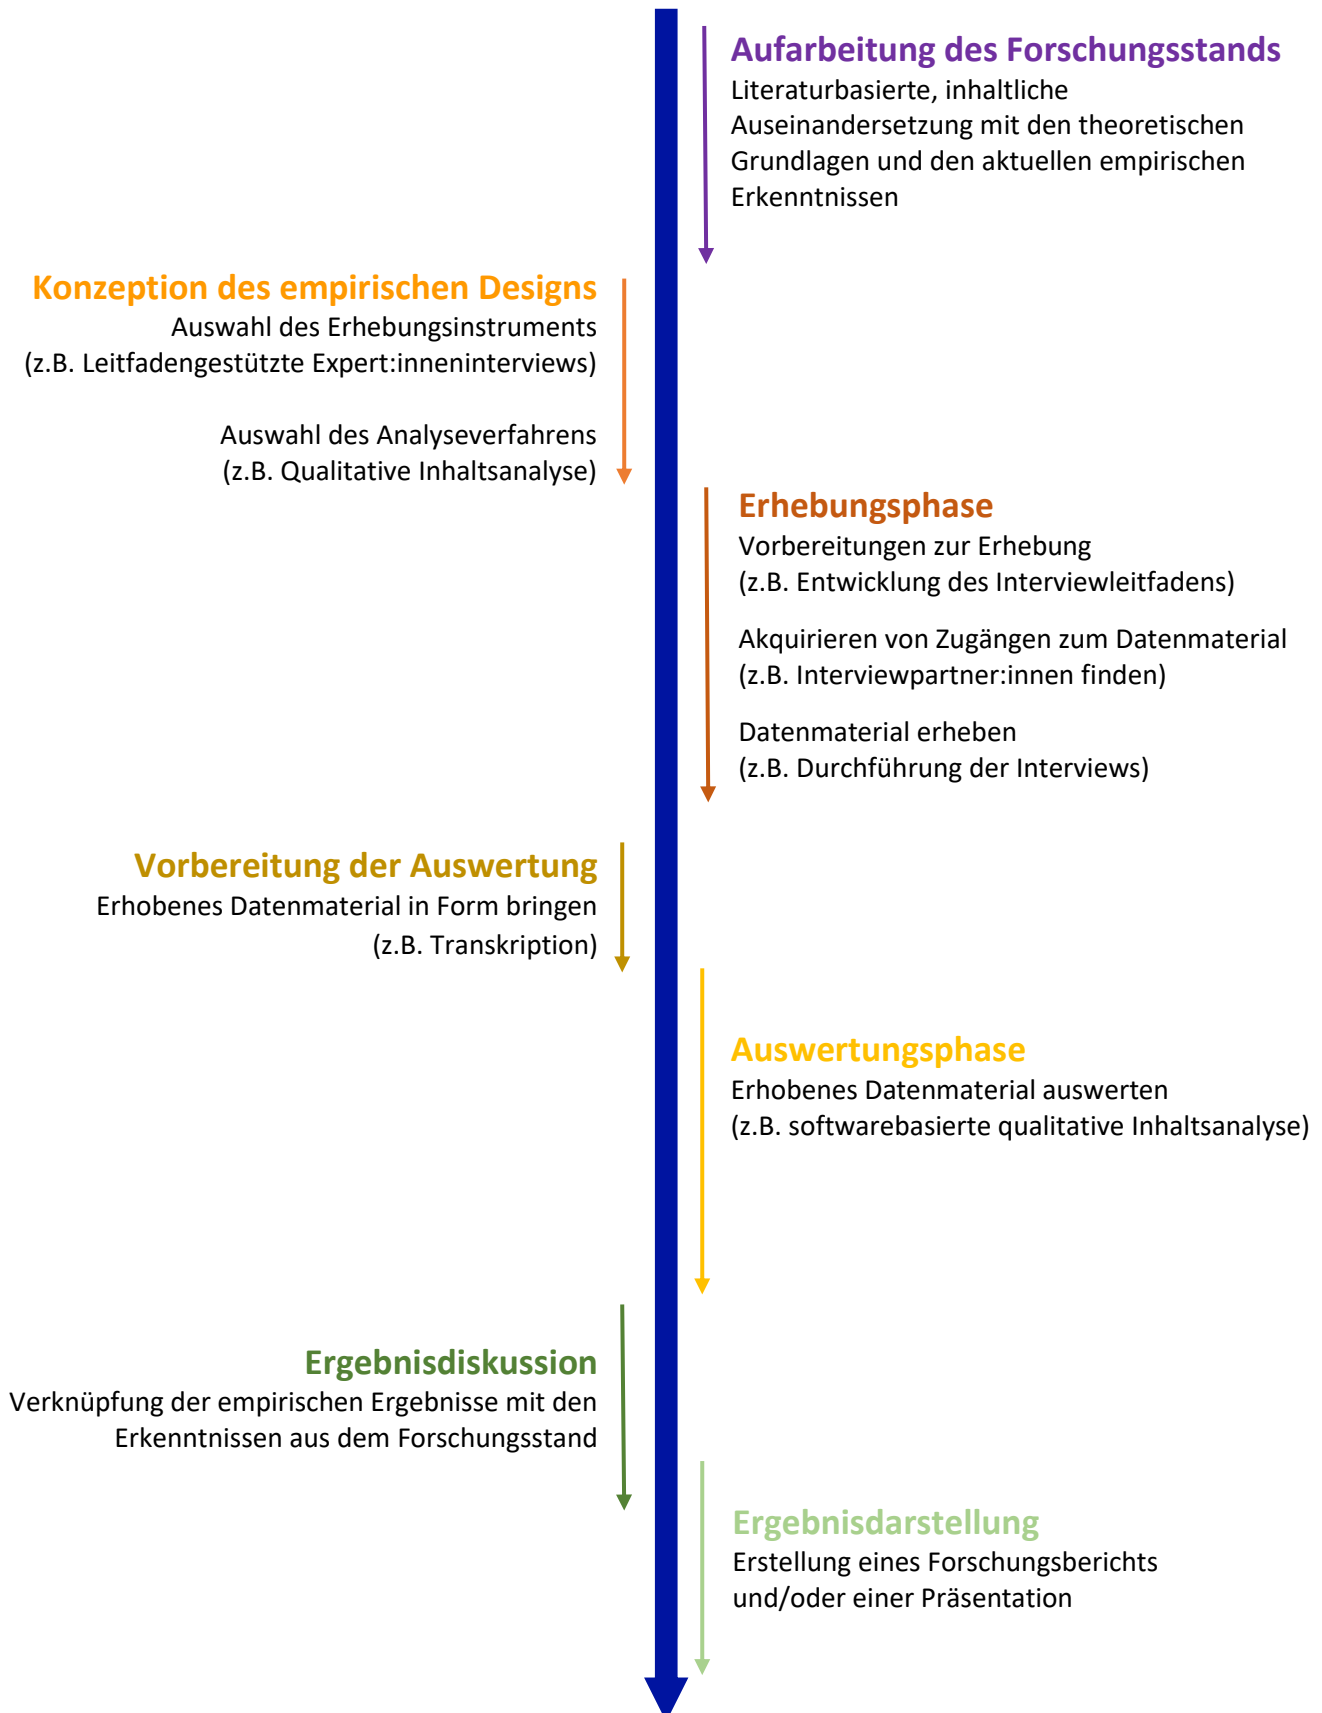 Aufarbeitung des Forschungsstands
Literaturbasierte, inhaltliche
Auseinandersetzung mit den theoretischen
Grundlagen und den aktuellen empirischen
Erkenntnissen
Konzeption des empirischen Designs
Auswahl des Erhebungsinstruments
(z.B. Leitfadengestützte Expert:inneninterviews)
Auswahl des Analyseverfahrens
(z.B. Qualitative Inhaltsanalyse)
Erhebungsphase
Vorbereitungen zur Erhebung
(z.B. Entwicklung des Interviewleitfadens)
Akquirieren von Zugängen zum Datenmaterial
(z.B. Interviewpartner:innen finden)
Datenmaterial erheben
(z.B. Durchführung der Interviews)
Vorbereitung der Auswertung
Erhobenes Datenmaterial in Form bringen
(z.B. Transkription)
Auswertungsphase
Erhobenes Datenmaterial auswerten
(z.B. softwarebasierte qualitative Inhaltsanalyse)
Ergebnisdiskussion
Verknüpfung der empirischen Ergebnisse mit den
Erkenntnissen aus dem Forschungsstand
Ergebnisdarstellung
Erstellung eines Forschungsberichts
und/oder einer Präsentation